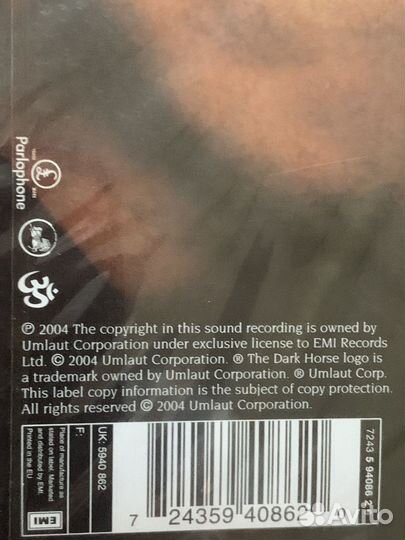 TRADE
MARK
Parlophone
ॐ
℗ 2004 The copyright in this sound recording is owned by
Umlaut Corporation under exclusive license to EMI Records
Ltd. © 2004 Umlaut Corporation. ® The Dark Horse logo is
a trademark owned by Umlaut Corporation. ® Umlaut Corp.
This label copy information is the subject of copy protection.
All rights reserved © 2004 Umlaut Corporation.
Place of manufacture as
stated on label. Marketed
and distributed by EMI.
Printed in the EU
EMI
F:
UK: 5940 862
7243 5 94086 2
7 24359 40862
Avito